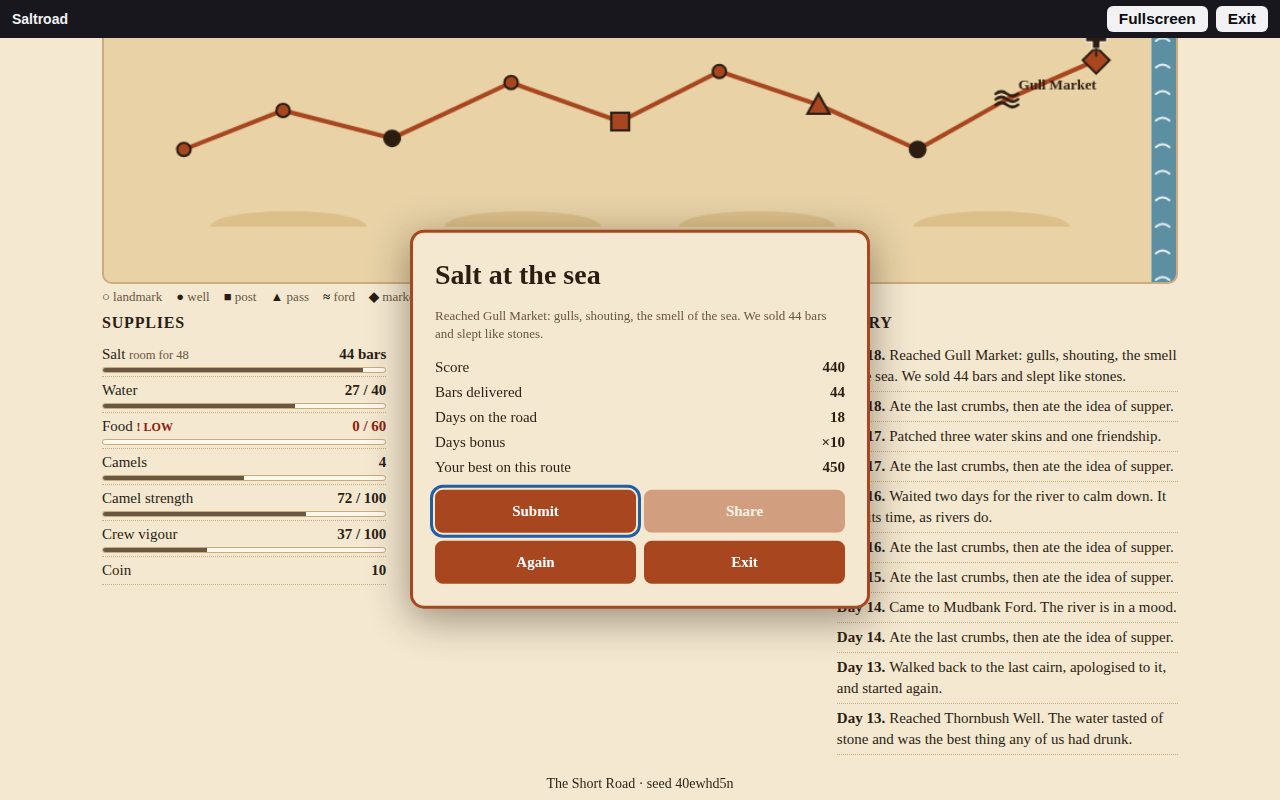 Saltroad
Fullscreen
Exit
Gull Market
○ landmark ● well ■ post ▲ pass ≈ ford ◆
SUPPLIES
Salt room for 48 44 bars
Water 27 / 40
Food ! LOW 0 / 60
Camels 4
Camel strength 72 / 100
Crew vigour 37 / 100
Coin 10
Salt at the sea
Reached Gull Market: gulls, shouting, the smell of the sea. We sold 44 bars
and slept like stones.
Score 440
Bars delivered 44
Days on the road 18
Days bonus ×10
Your best on this route 450
Submit
Share
Again
Exit
RY
18. Reached Gull Market: gulls, shouting, the smell
sea. We sold 44 bars and slept like stones.
18. Ate the last crumbs, then ate the idea of supper.
17. Patched three water skins and one friendship.
17. Ate the last crumbs, then ate the idea of supper.
16. Waited two days for the river to calm down. It
its time, as rivers do.
16. Ate the last crumbs, then ate the idea of supper.
15. Ate the last crumbs, then ate the idea of supper.
Day 14. Came to Mudbank Ford. The river is in a mood.
Day 14. Ate the last crumbs, then ate the idea of supper.
Day 13. Walked back to the last cairn, apologised to it,
and started again.
Day 13. Reached Thornbush Well. The water tasted of
stone and was the best thing any of us had drunk.
The Short Road · seed 40ewhd5n